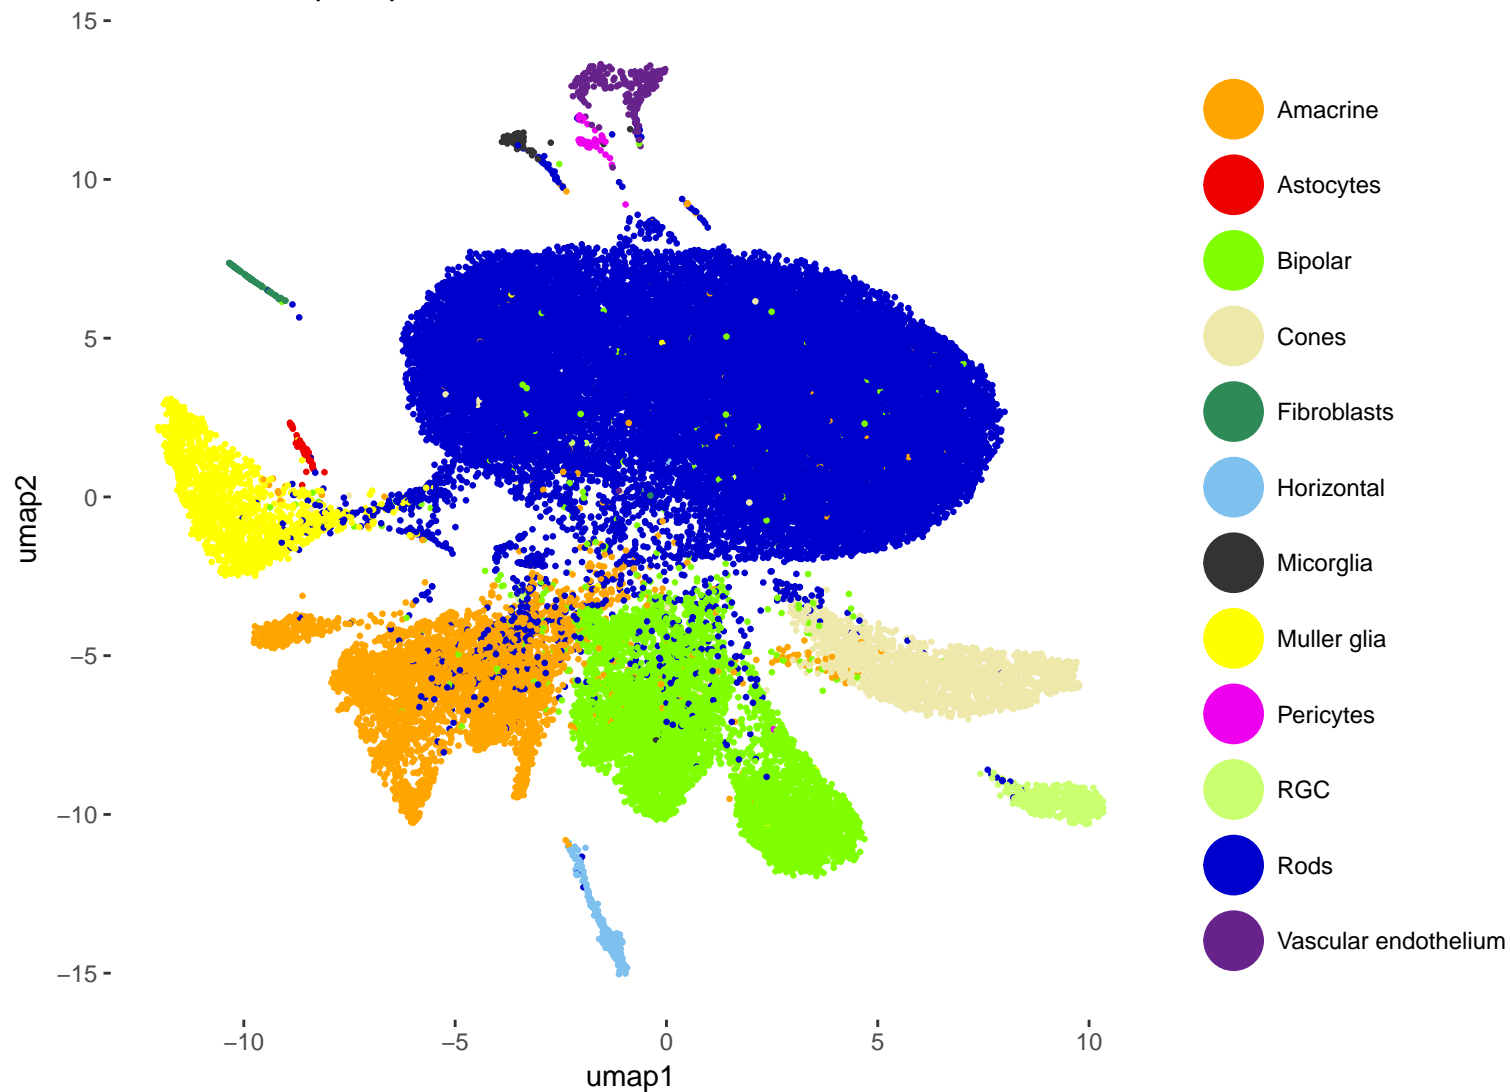 15
10
5
0
−5
−10
−15
umap2
−10
−5
0
5
10
umap1
Amacrine
Astocytes
Bipolar
Cones
Fibroblasts
Horizontal
Micorglia
Muller glia
Pericytes
RGC
Rods
Vascular endothelium